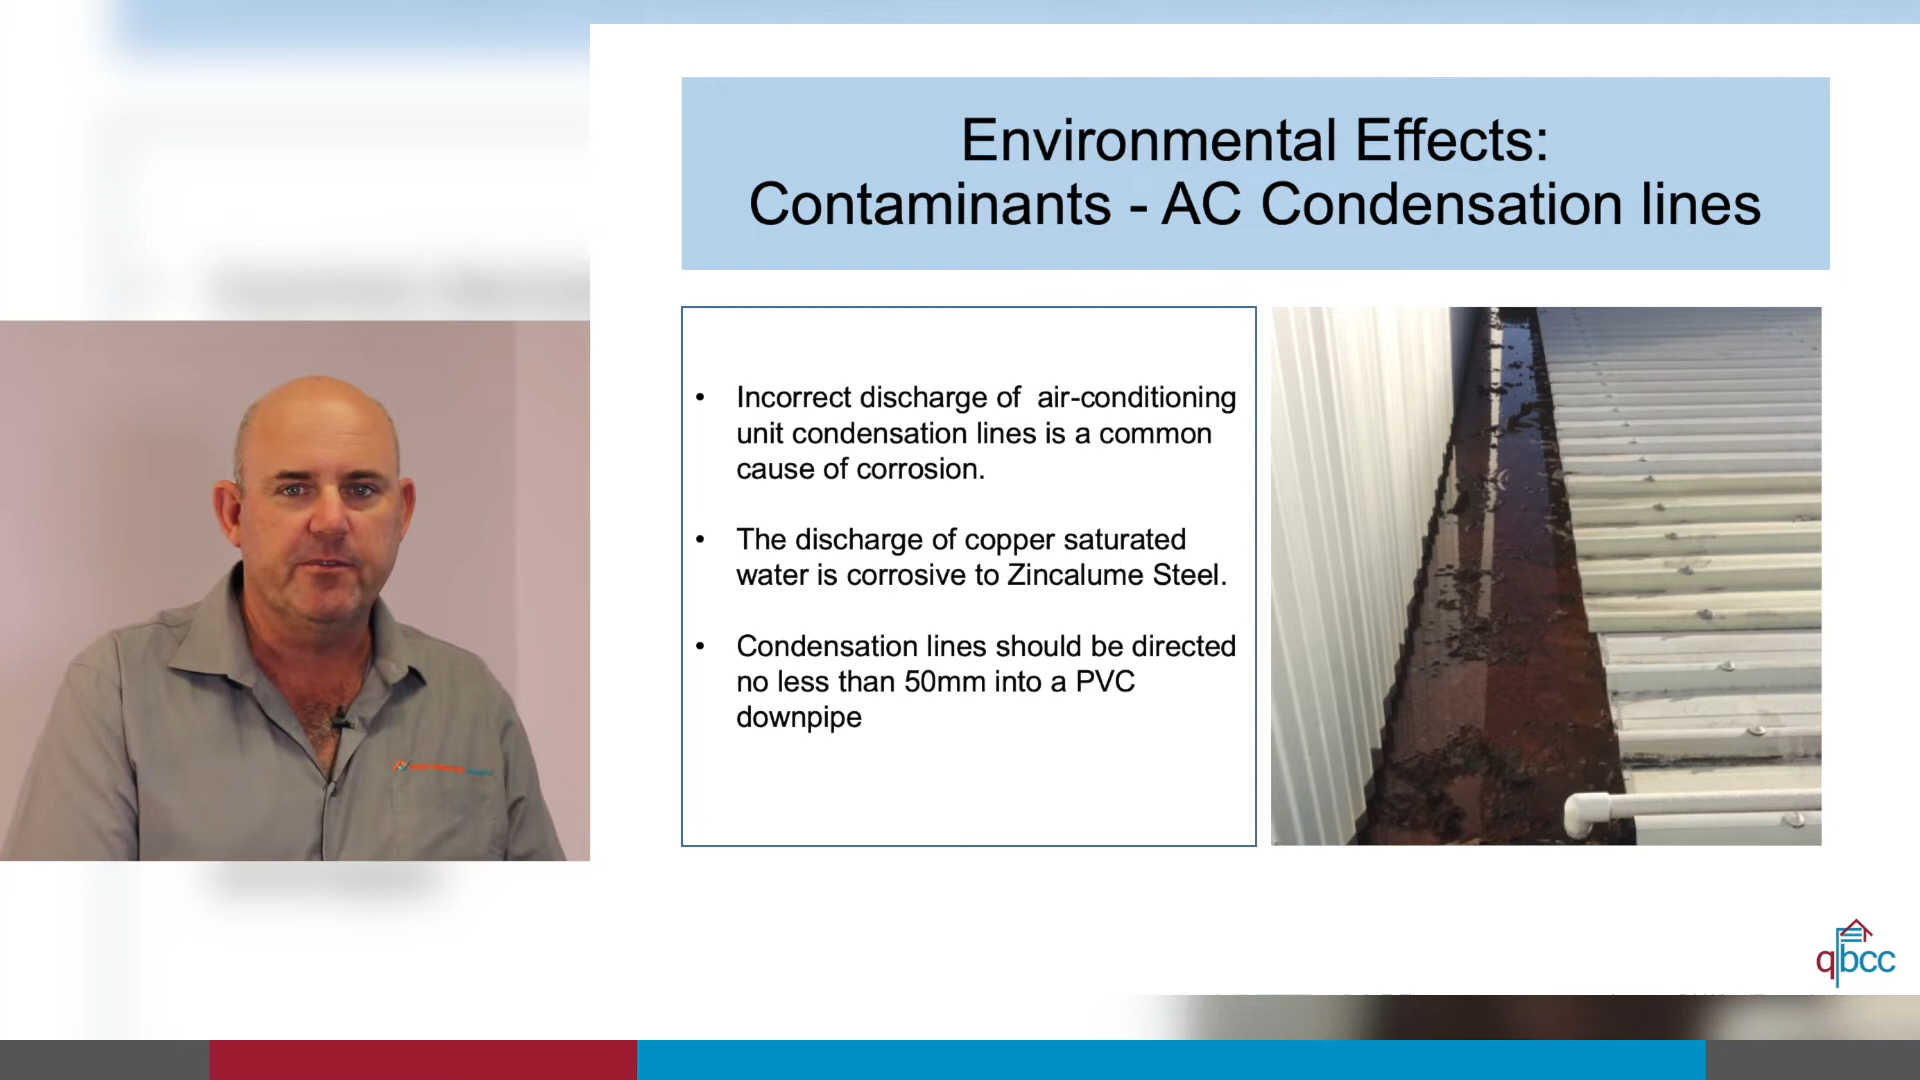 Environmental Effects:
Contaminants - AC Condensation lines
• Incorrect discharge of air-conditioning
unit condensation lines is a common
cause of corrosion.
• The discharge of copper saturated
water is corrosive to Zincalume Steel.
• Condensation lines should be directed
no less than 50mm into a PVC
downpipe
qbcc